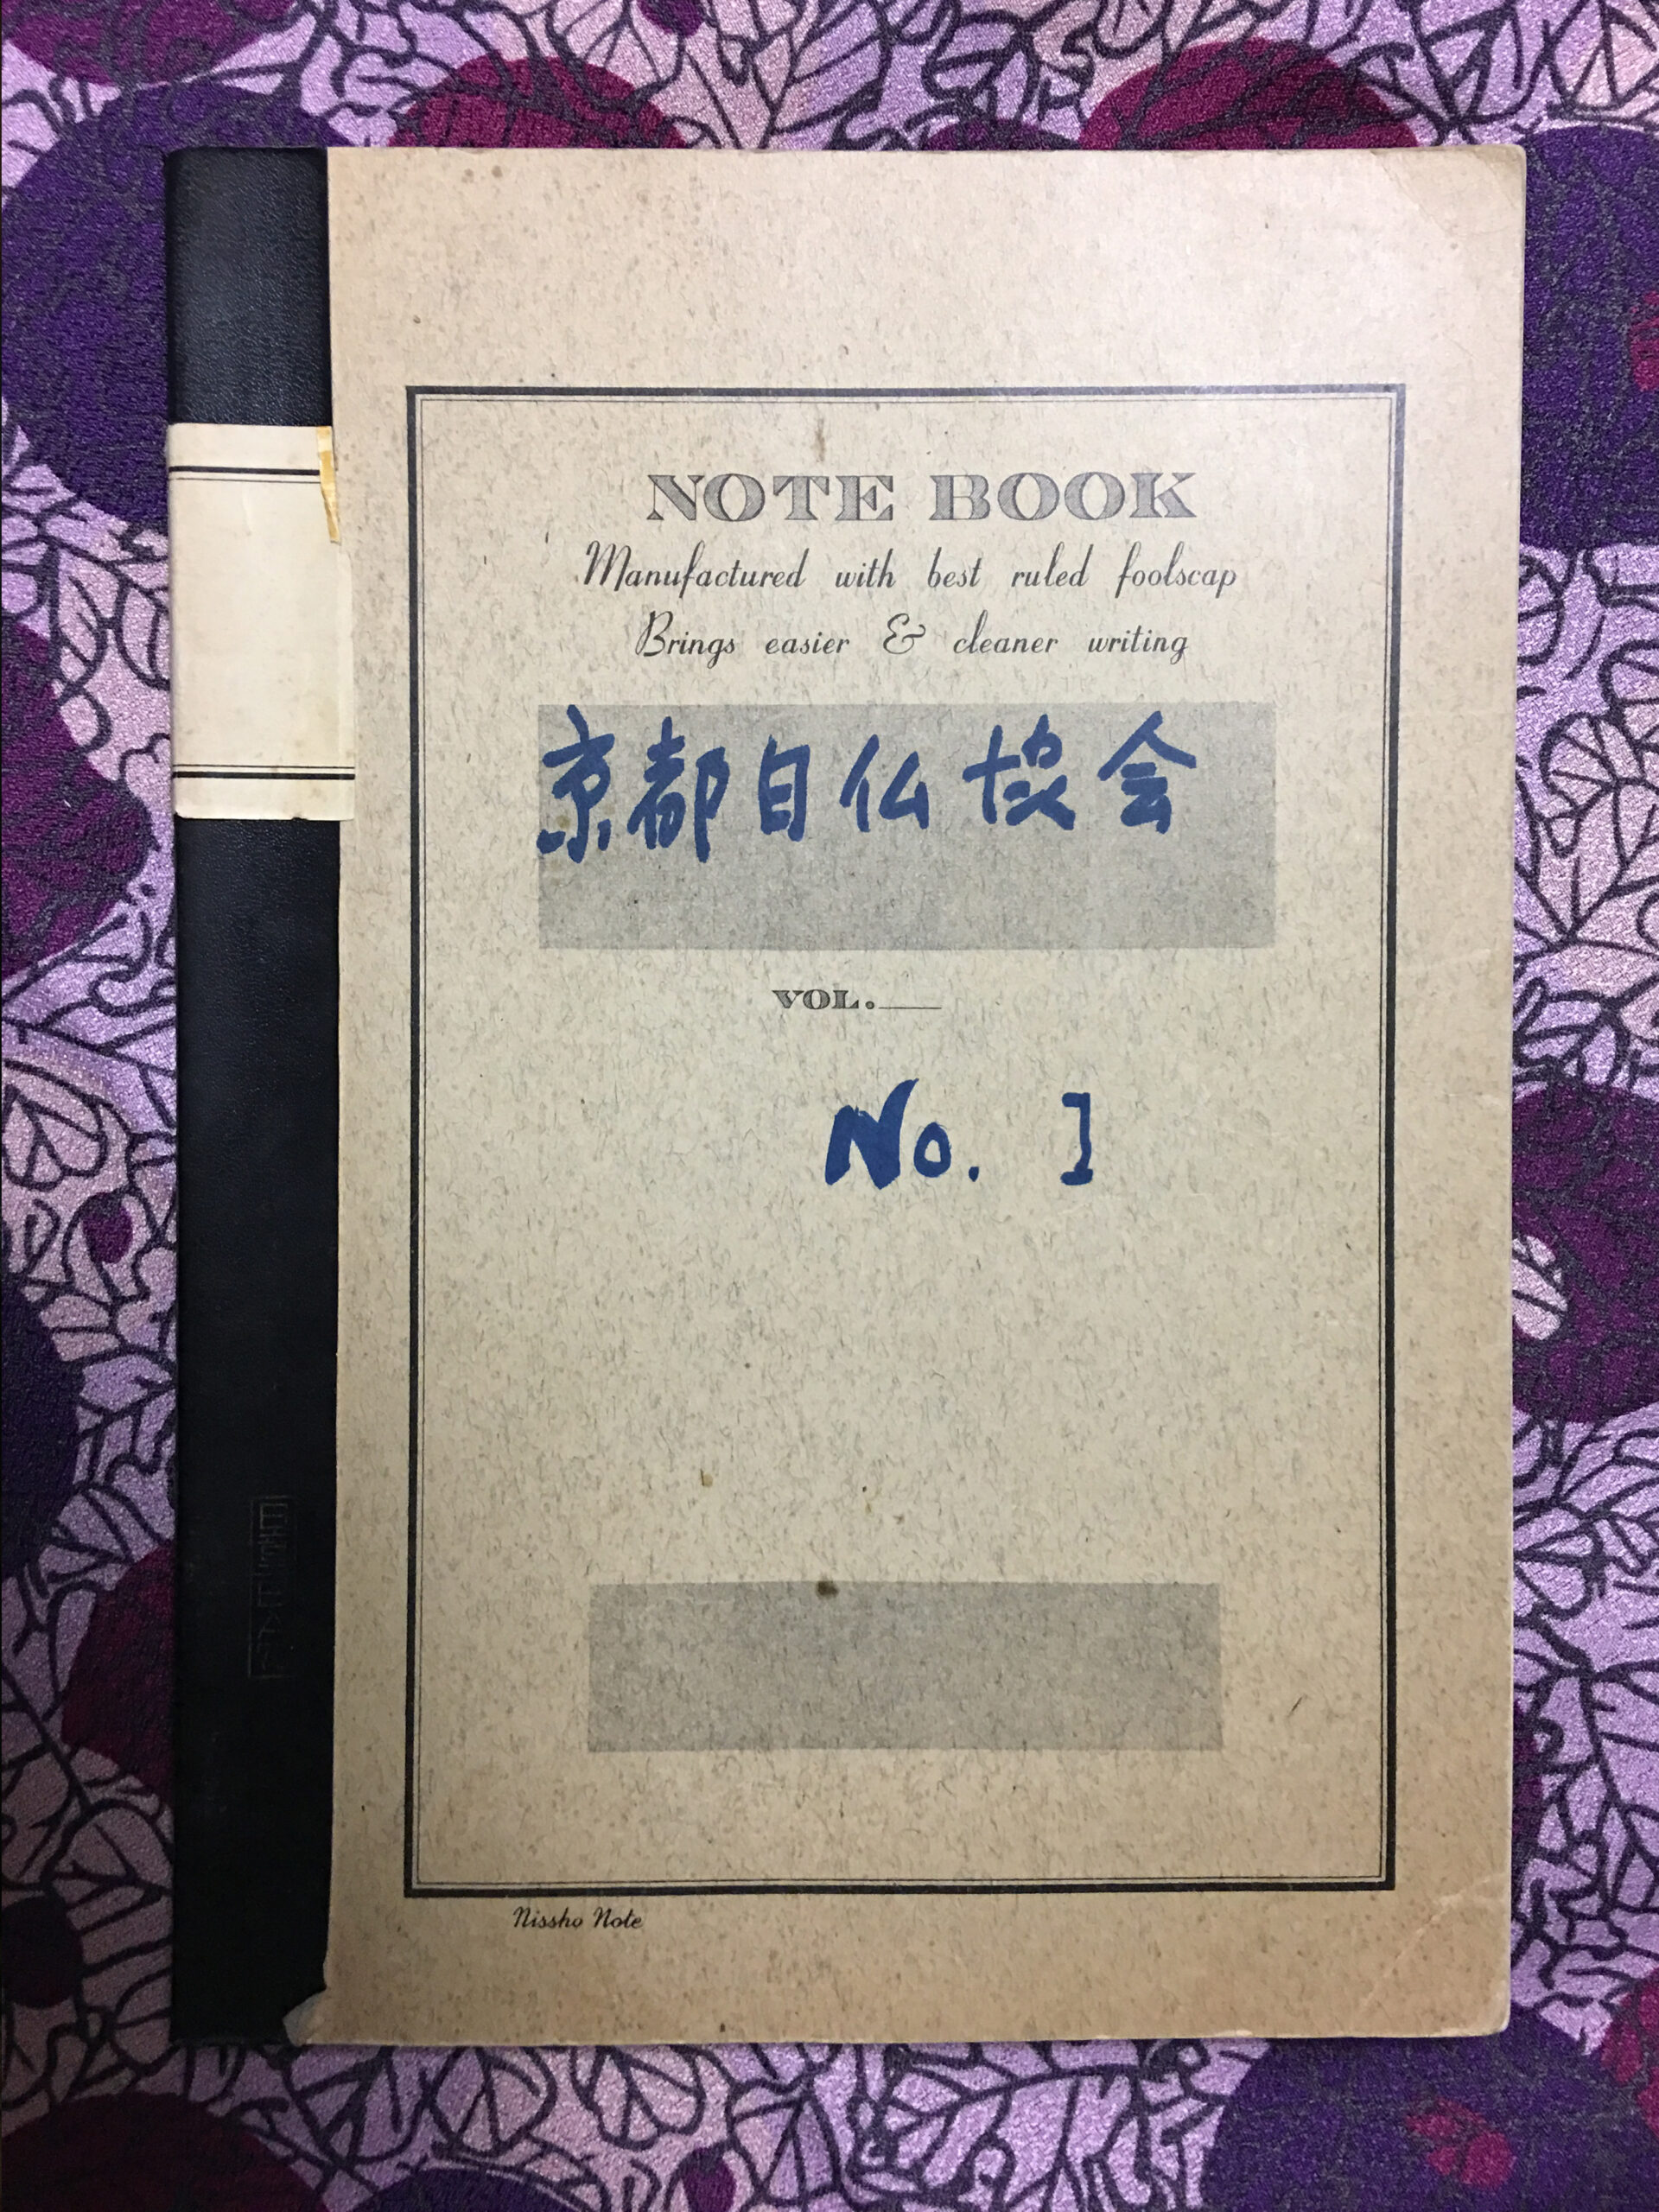 NOTE BOOK
Manufactured with best ruled foolscap
Brings easier & cleaner writing
京都日仏協会
VOL.
No. 1
Nissho Note